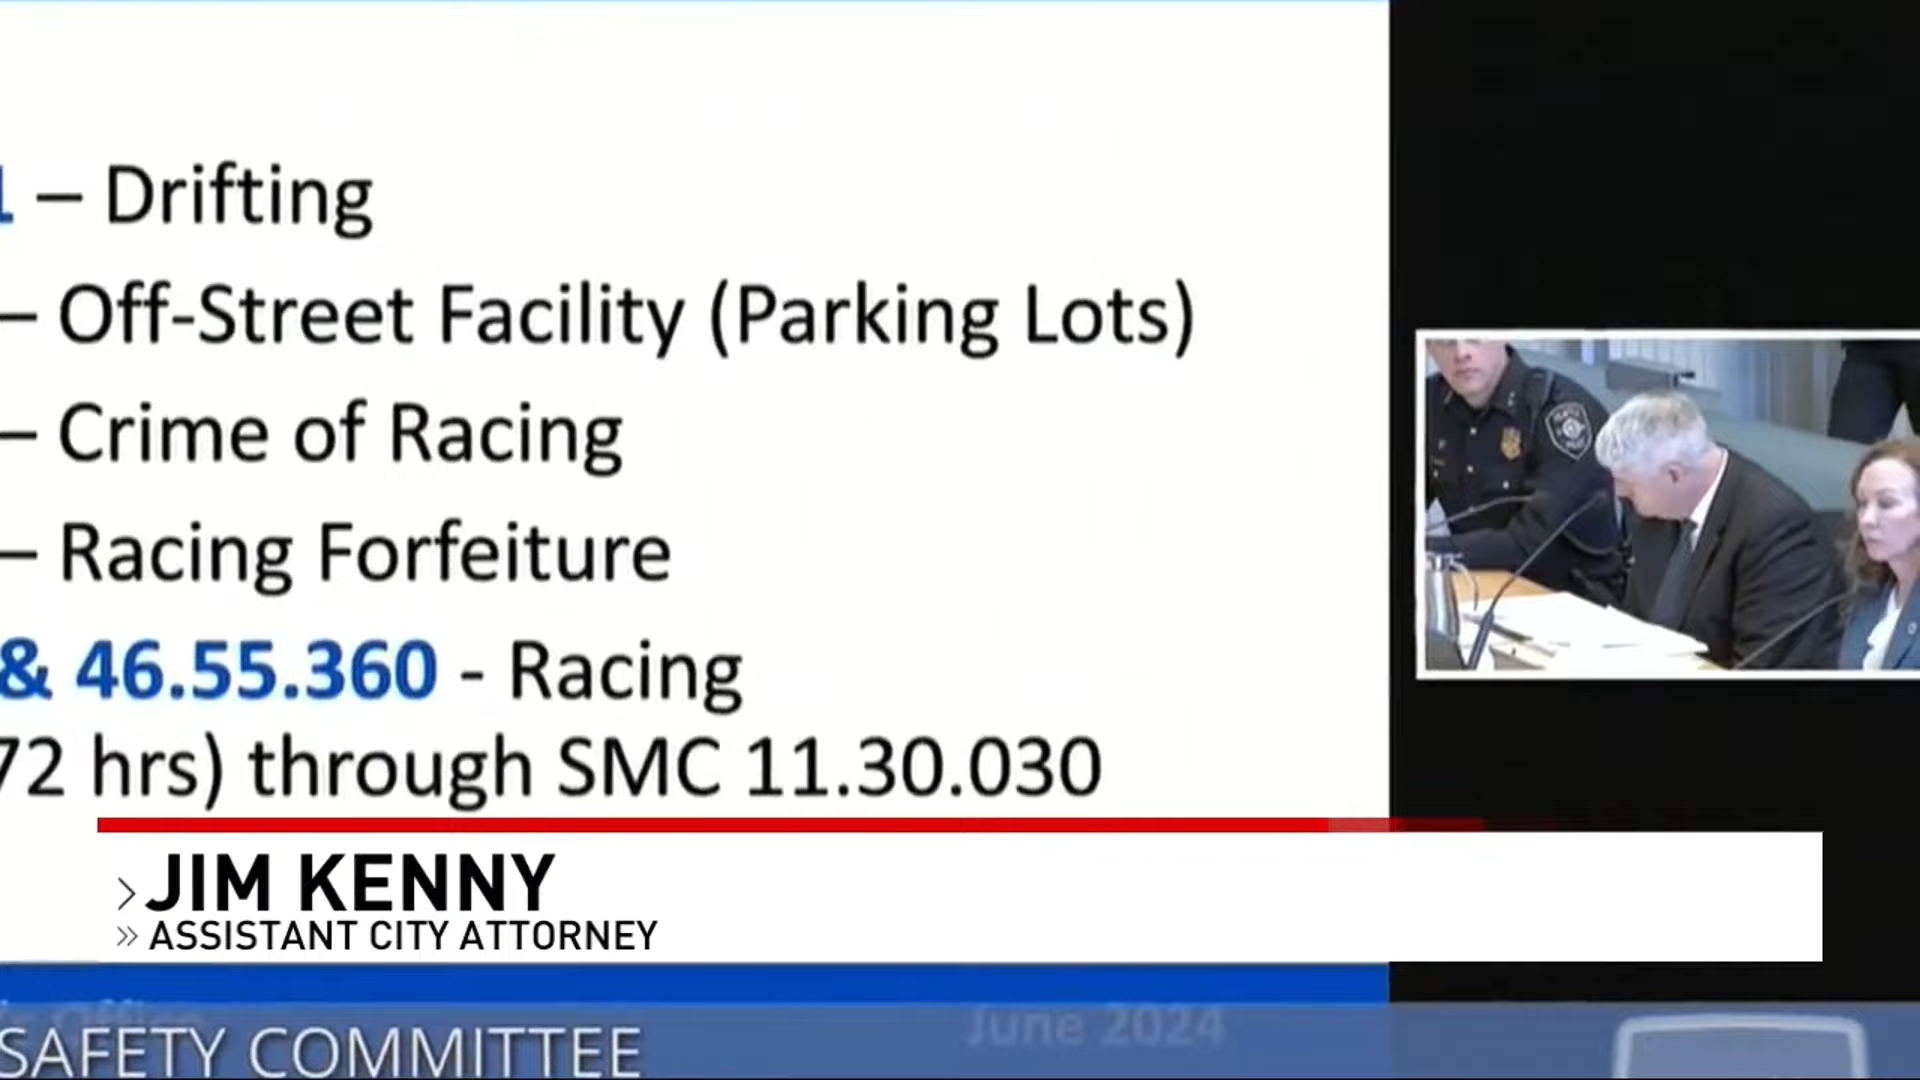 1 – Drifting
– Off-Street Facility (Parking Lots)
– Crime of Racing
– Racing Forfeiture
& 46.55.360 - Racing
72 hrs) through SMC 11.30.030
JIM KENNY
ASSISTANT CITY ATTORNEY
Office
June 2024
SAFETY COMMITTEE